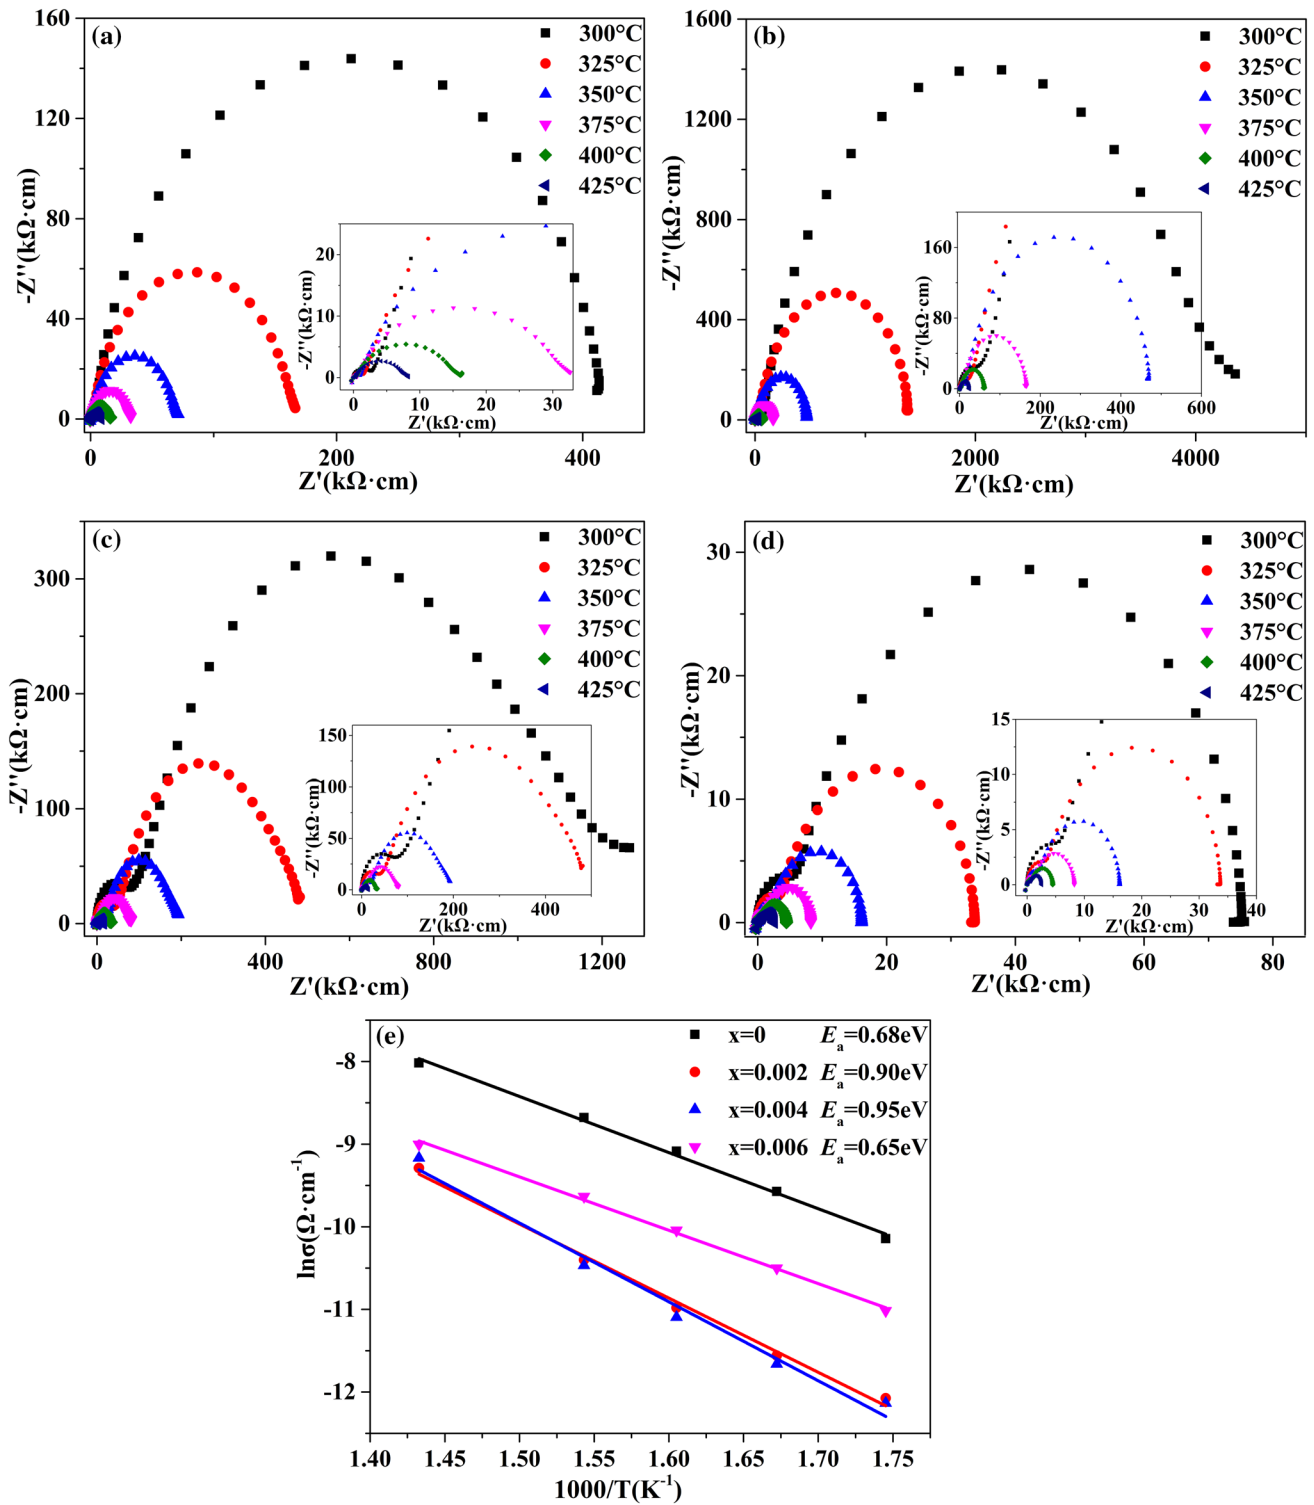 (a)
300°C
325°C
350°C
375°C
400°C
425°C
160
120
80
40
0
-Z''(kΩ·cm)
0 200 400
Z'(kΩ·cm)
20
10
0
-Z''(kΩ·cm)
0 10 20 30
Z'(kΩ·cm)
(b)
300°C
325°C
350°C
375°C
400°C
425°C
1600
1200
800
400
0
-Z''(kΩ·cm)
0 2000 4000
Z'(kΩ·cm)
160
80
0
-Z''(kΩ·cm)
0 200 400 600
Z'(kΩ·cm)
(c)
300°C
325°C
350°C
375°C
400°C
425°C
300
200
100
0
-Z''(kΩ·cm)
0 400 800 1200
Z'(kΩ·cm)
150
100
50
0
-Z''(kΩ·cm)
0 200 400
Z'(kΩ·cm)
(d)
300°C
325°C
350°C
375°C
400°C
425°C
30
20
10
0
-Z''(kΩ·cm)
0 20 40 60 80
Z'(kΩ·cm)
15
10
5
0
-Z''(kΩ·cm)
0 10 20 30 40
Z'(kΩ·cm)
(e)
x=0 Eₐ=0.68eV
x=0.002 Eₐ=0.90eV
x=0.004 Eₐ=0.95eV
x=0.006 Eₐ=0.65eV
-8
-9
-10
-11
-12
lnσ(Ω·cm⁻¹)
1.40 1.45 1.50 1.55 1.60 1.65 1.70 1.75
1000/T(K⁻¹)